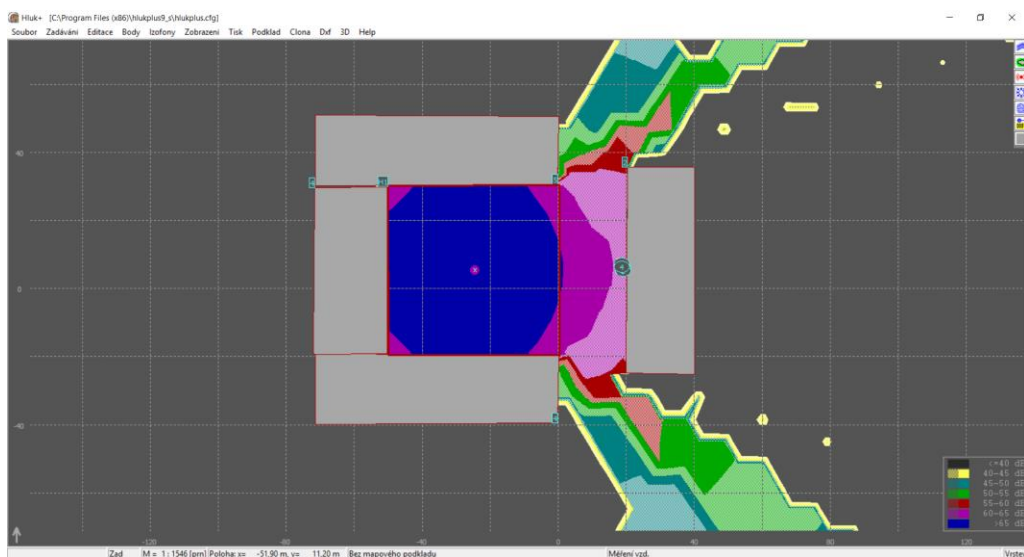 Hluk+ [C:\Program Files (x86)\hlukplus9_s\hlukplus.cfg]
Soubor Zadáváni Editace Body Izofony Zobrazeni Tisk Podklad Clona Dxf 3D Help
40
0
-40
-120
-80
-40
0
40
80
120
<=40 dB
40-45 dB
45-50 dB
50-55 dB
55-60 dB
60-65 dB
>65 dB
Zad M = 1: 1546 [prn] Poloha: x= -51.90 m, v= 11.20 m Bez mapového podkladu Měření vzd. Vrstev